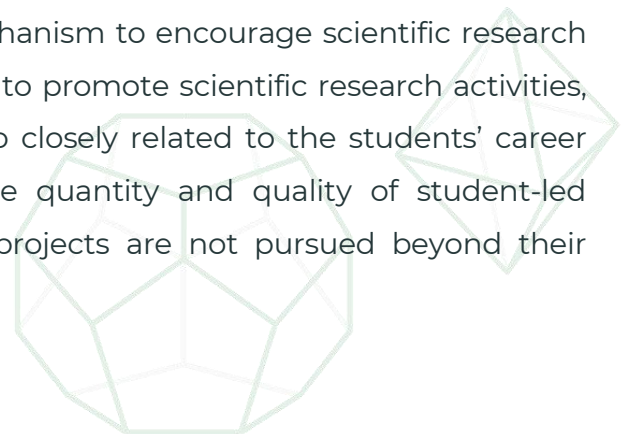 to encourage scientific research
to promote scientific research activities,
closely related to the students’ career
quantity and quality of student-led
projects are not pursued beyond their